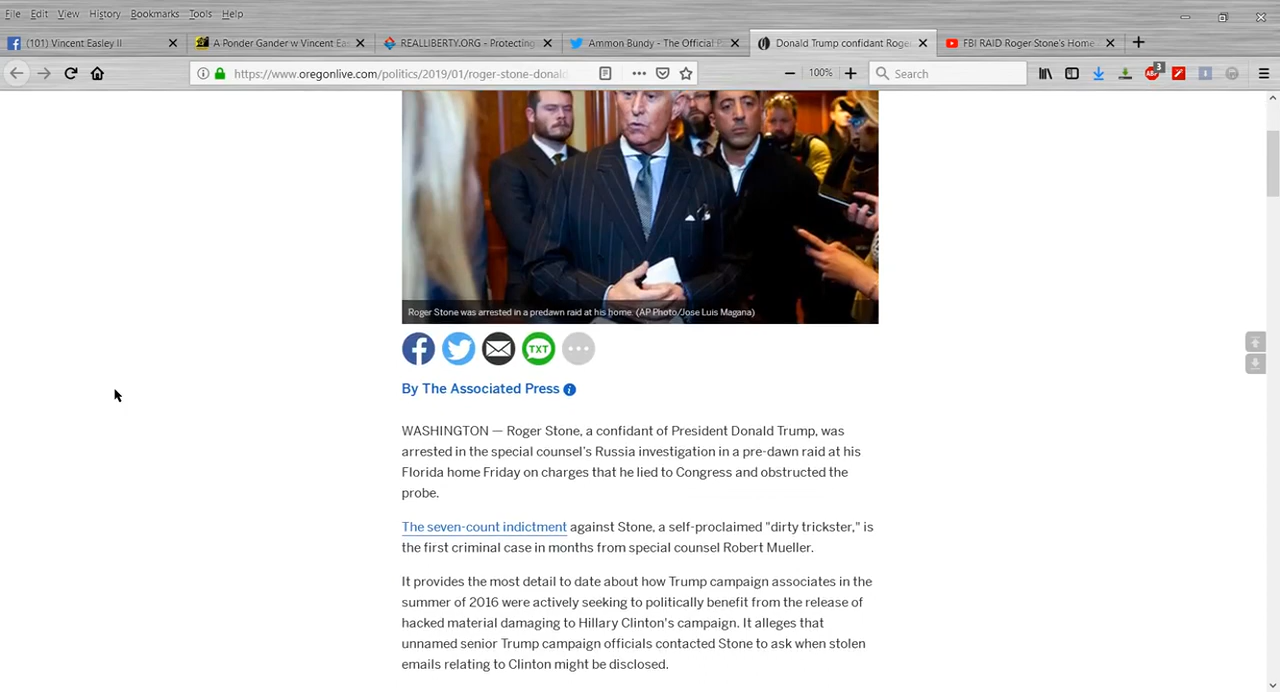 File Edit View History Bookmarks Tools Help
(101) Vincent Easley II
A Ponder Gander w Vincent Eas
REALLIBERTY.ORG - Protecting
Ammon Bundy - The Official P
Donald Trump confidant Roge
FBI RAID Roger Stone's Home
https://www.oregonlive.com/politics/2019/01/roger-stone-donald
100%
Search
3
ABP
Roger Stone was arrested in a predawn raid at his home. (AP Photo/Jose Luis Magana)
TXT
By The Associated Press
WASHINGTON — Roger Stone, a confidant of President Donald Trump, was
arrested in the special counsel's Russia investigation in a pre-dawn raid at his
Florida home Friday on charges that he lied to Congress and obstructed the
probe.
The seven-count indictment against Stone, a self-proclaimed "dirty trickster," is
the first criminal case in months from special counsel Robert Mueller.
It provides the most detail to date about how Trump campaign associates in the
summer of 2016 were actively seeking to politically benefit from the release of
hacked material damaging to Hillary Clinton's campaign. It alleges that
unnamed senior Trump campaign officials contacted Stone to ask when stolen
emails relating to Clinton might be disclosed.